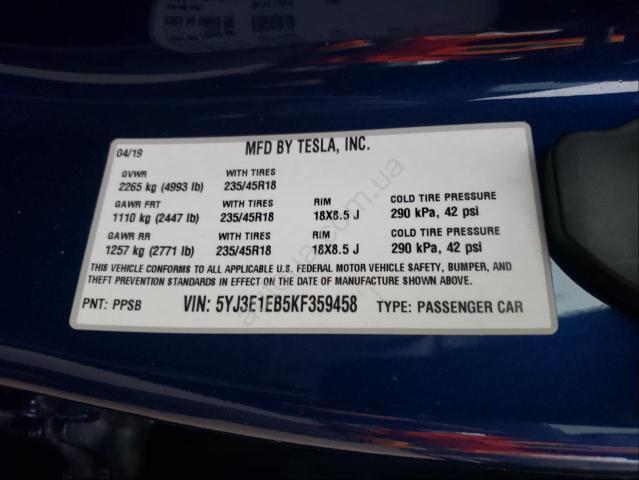 04/19 MFD BY TESLA, INC.
GVWR WITH TIRES
2265 kg (4993 lb) 235/45R18
GAWR FRT WITH TIRES RIM COLD TIRE PRESSURE
1110 kg (2447 lb) 235/45R18 18X8.5 J 290 kPa, 42 psi
GAWR RR WITH TIRES RIM COLD TIRE PRESSURE
1257 kg (2771 lb) 235/45R18 18X8.5 J 290 kPa, 42 psi
THIS VEHICLE CONFORMS TO ALL APPLICABLE U.S. FEDERAL MOTOR VEHICLE SAFETY, BUMPER, AND
THEFT PREVENTION STANDARDS IN EFFECT ON THE DATE OF MANUFACTURE SHOWN ABOVE.
PNT: PPSB VIN: 5YJ3E1EB5KF359458 TYPE: PASSENGER CAR